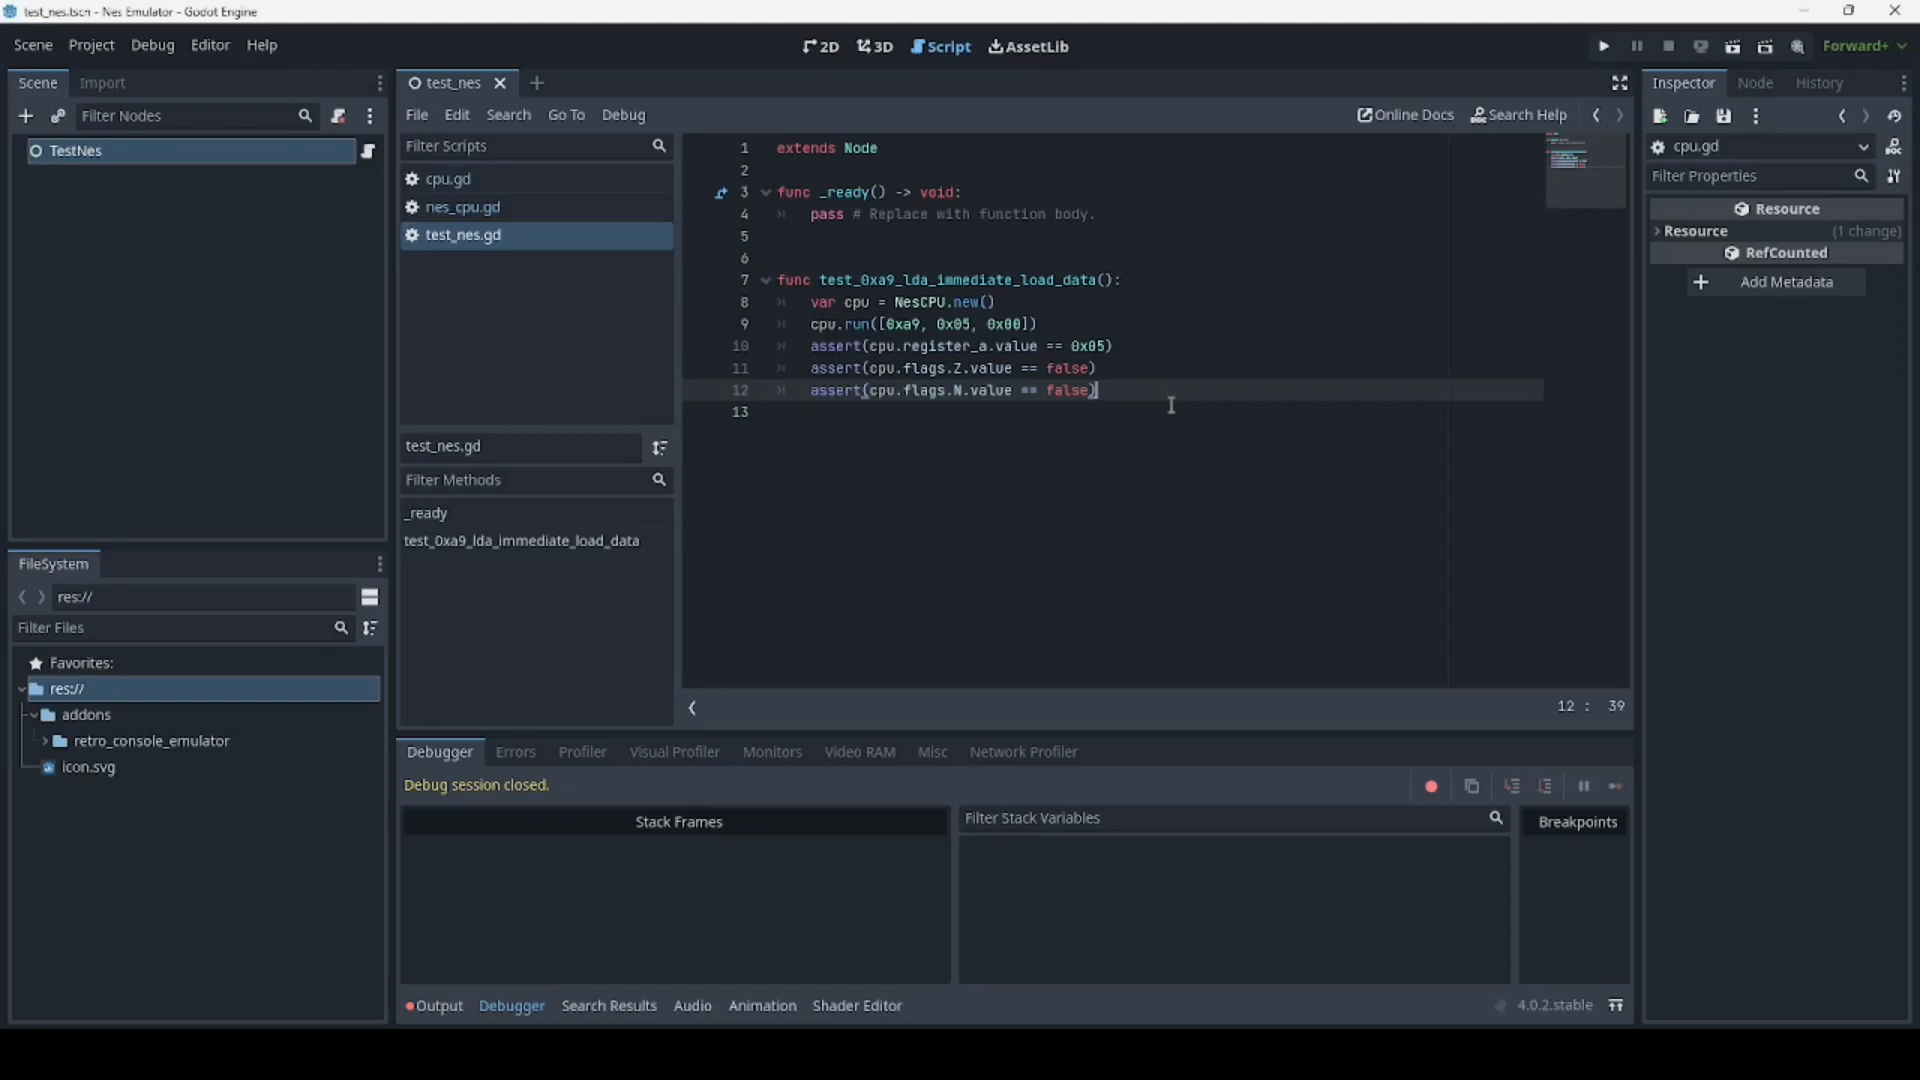 test_nes.tscn - Nes Emulator - Godot Engine
Scene Project Debug Editor Help
2D 3D Script AssetLib
Forward+
Scene Import
test_nes
Inspector Node History
Filter Nodes
File Edit Search Go To Debug
Online Docs Search Help
TestNes
Filter Scripts
cpu.gd
nes_cpu.gd
test_nes.gd
test_nes.gd
Filter Methods
_ready
test_0xa9_lda_immediate_load_data
1 extends Node
2
3 func _ready() -> void:
4 pass # Replace with function body.
5
6
7 func test_0xa9_lda_immediate_load_data():
8 var cpu = NesCPU.new()
9 cpu.run([0xa9, 0x05, 0x00])
10 assert(cpu.register_a.value == 0x05)
11 assert(cpu.flags.Z.value == false)
12 assert(cpu.flags.N.value == false)
13
12 : 39
cpu.gd
Filter Properties
Resource
Resource (1 change)
RefCounted
Add Metadata
FileSystem
res://
Filter Files
Favorites:
res://
addons
retro_console_emulator
icon.svg
Debugger Errors Profiler Visual Profiler Monitors Video RAM Misc Network Profiler
Debug session closed.
Stack Frames
Filter Stack Variables
Breakpoints
Output Debugger Search Results Audio Animation Shader Editor
4.0.2.stable